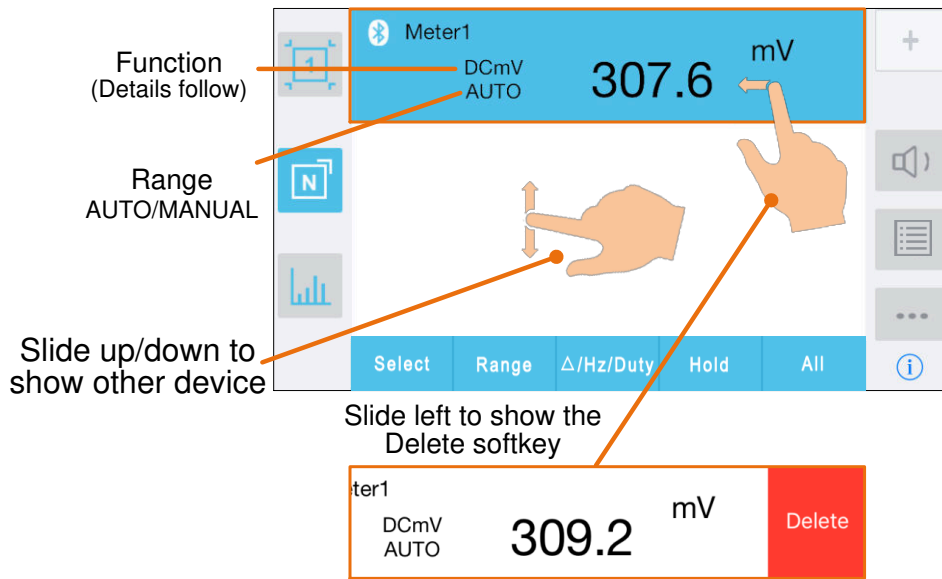 Function
(Details follow)
Range
AUTO/MANUAL
Slide up/down to
show other device
1
N
Meter1
DCmV
AUTO
307.6
mV
+
Select
Range
△/Hz/Duty
Hold
All
i
Slide left to show the
Delete softkey
ter1
DCmV
AUTO
309.2
mV
Delete